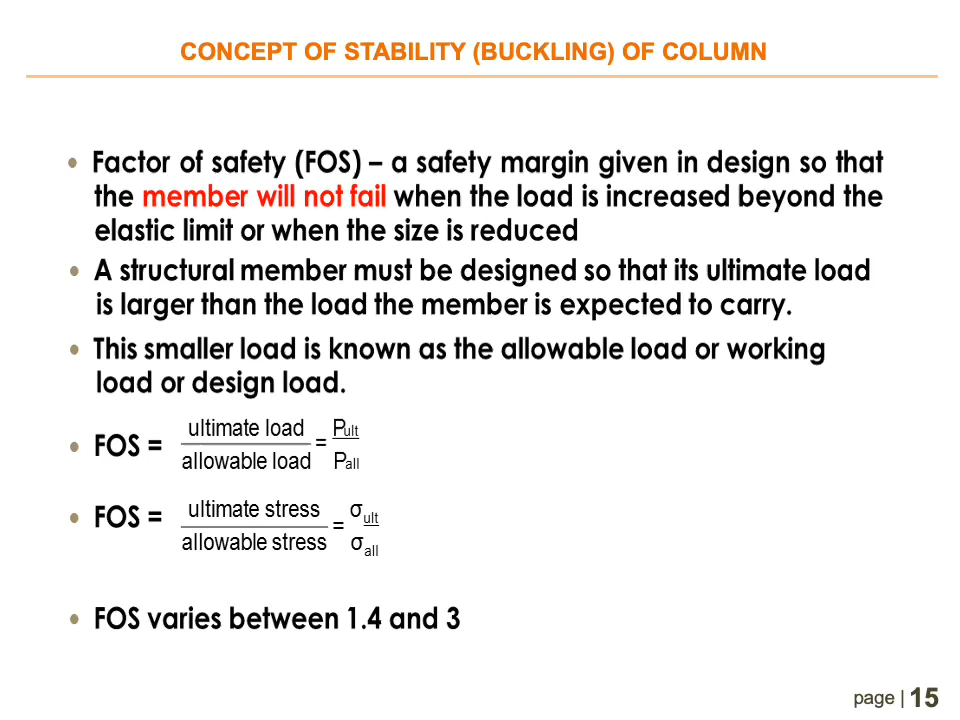 CONCEPT OF STABILITY (BUCKLING) OF COLUMN
• Factor of safety (FOS) – a safety margin given in design so that
the member will not fail when the load is increased beyond the
elastic limit or when the size is reduced
• A structural member must be designed so that its ultimate load
is larger than the load the member is expected to carry.
• This smaller load is known as the allowable load or working
load or design load.
• FOS = ultimate load / allowable load = Pult / Pall
• FOS = ultimate stress / allowable stress = σult / σall
• FOS varies between 1.4 and 3
page | 15